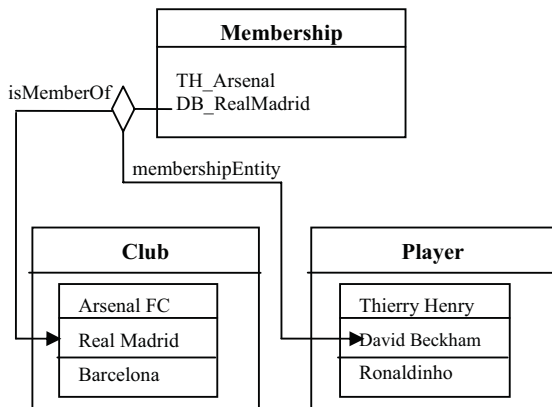 Membership
TH_Arsenal
isMemberOf
DB_RealMadrid
membershipEntity
Club
Arsenal FC
Real Madrid
Barcelona
Player
Thierry Henry
David Beckham
Ronaldinho